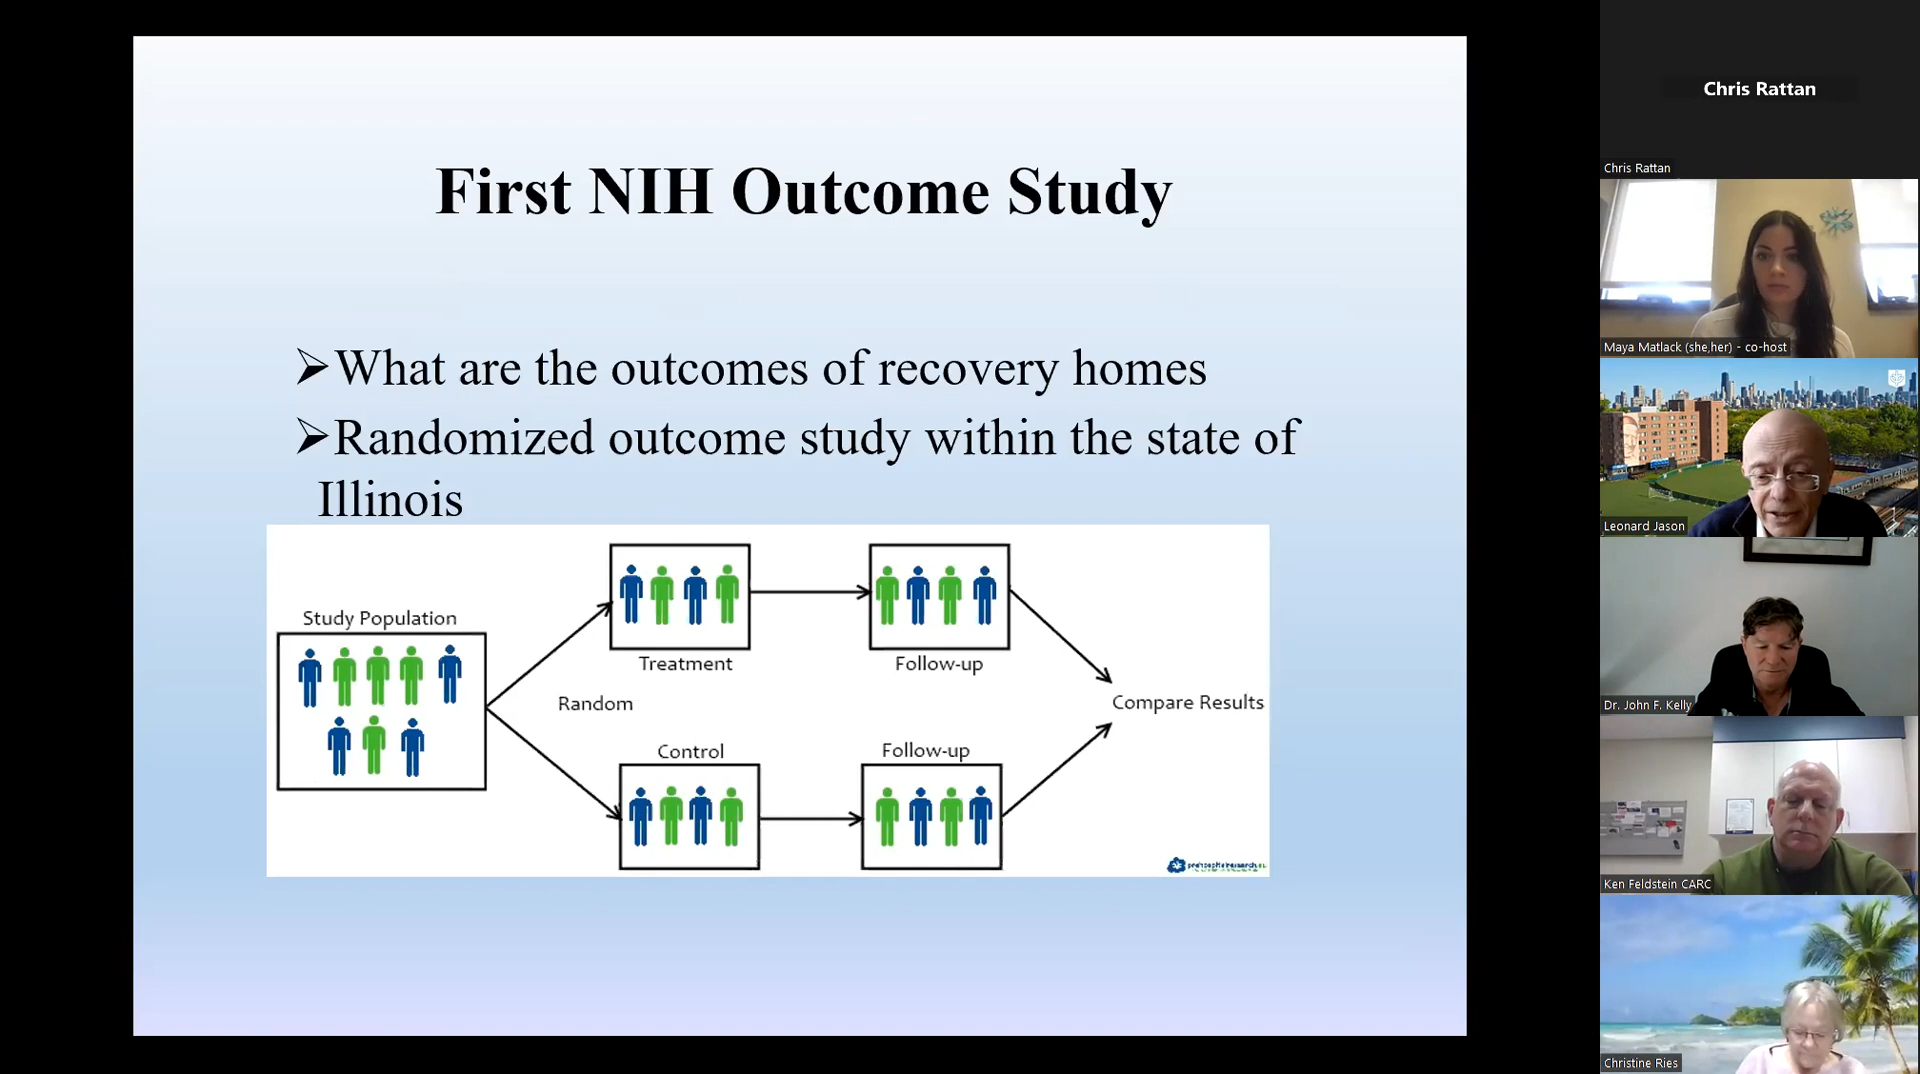 First NIH Outcome Study
➢What are the outcomes of recovery homes
➢Randomized outcome study within the state of
Illinois
Study Population
Treatment
Follow-up
Random
Compare Results
Control
Follow-up
Chris Rattan
Chris Rattan
Maya Matlack (she,her) - co-host
Leonard Jason
Dr. John F. Kelly
Ken Feldstein CARC
Christine Ries